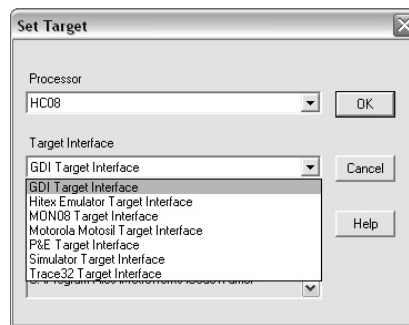 Set Target
Processor
HC08
OK
Target Interface
GDI Target Interface
Cancel
GDI Target Interface
Hitex Emulator Target Interface
MON08 Target Interface
Motorola Motosil Target Interface
P&E Target Interface
Simulator Target Interface
Trace32 Target Interface
Help